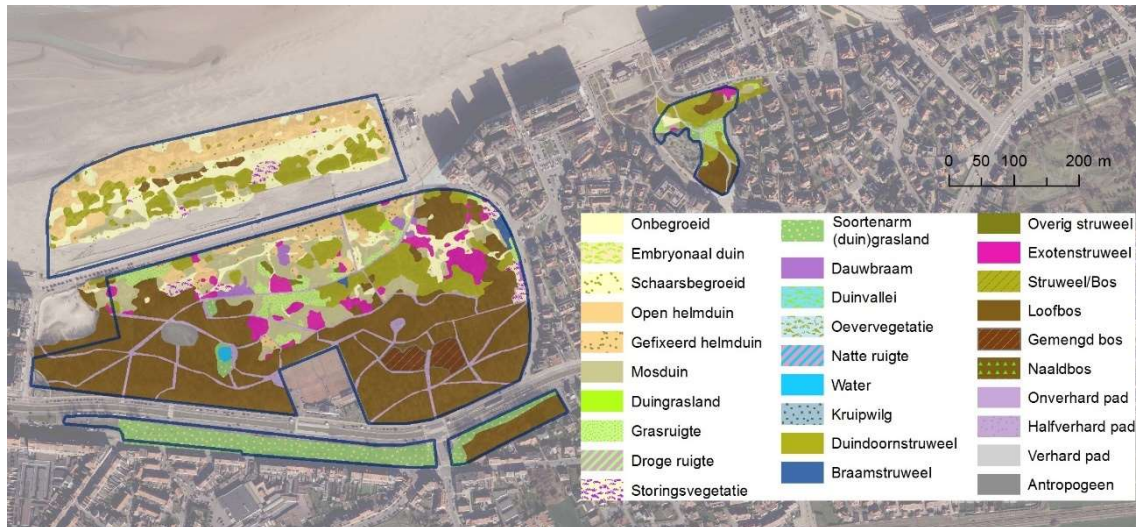 0 50 100 200 m
Onbegroeid
Embryonaal duin
Schaarsbegroeid
Open helmduin
Gefixeerd helmduin
Mosduin
Duingrasland
Grasruigte
Droge ruigte
Storingsvegetatie
Soortenarm
(duin)grasland
Dauwbraam
Duinvallei
Oevervegetatie
Natte ruigte
Water
Kruipwilg
Duindoornstruweel
Braamstruweel
Overig struweel
Exotenstruweel
Struweel/Bos
Loofbos
Gemengd bos
Naaldbos
Onverhard pad
Halfverhard pad
Verhard pad
Antropogeen